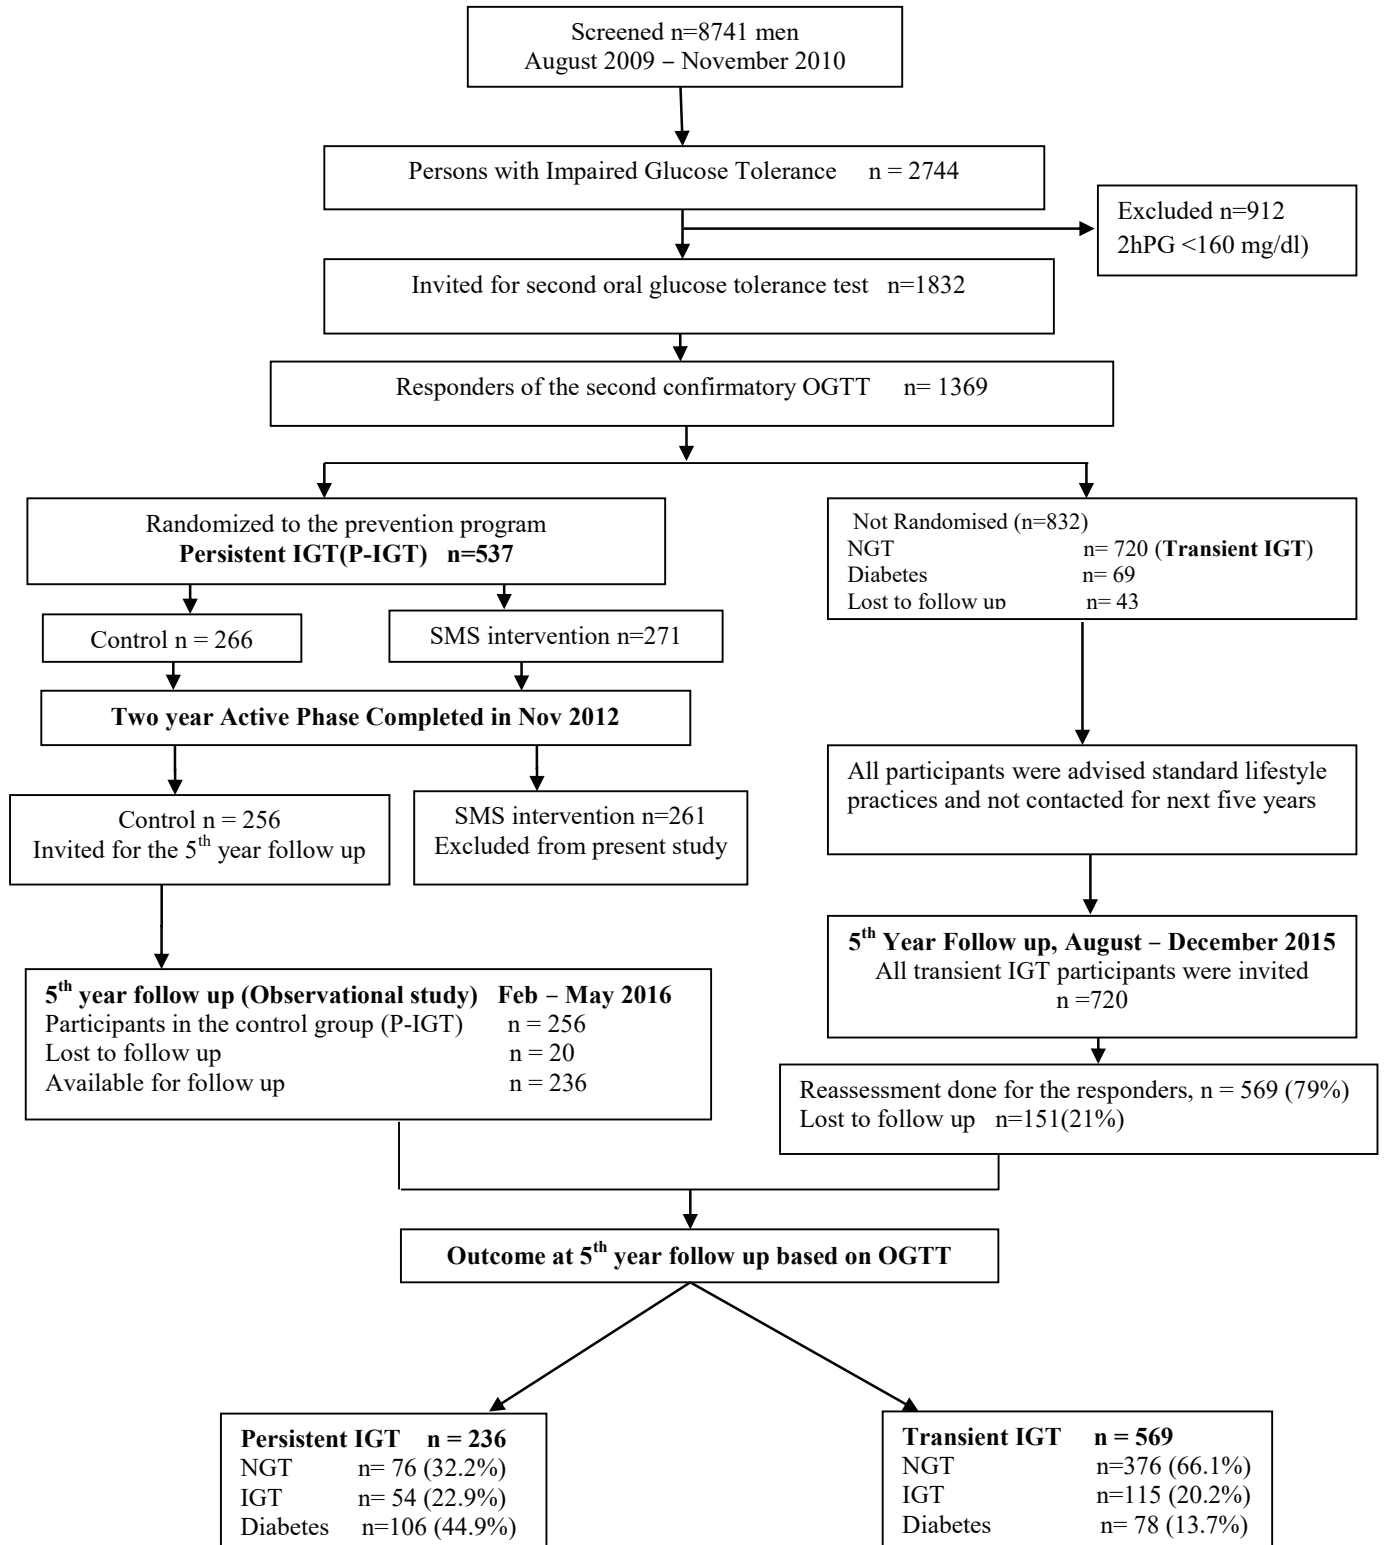 Screened n=8741 men
August 2009 – November 2010
Persons with Impaired Glucose Tolerance n = 2744
Excluded n=912
2hPG <160 mg/dl)
Invited for second oral glucose tolerance test n=1832
Responders of the second confirmatory OGTT n= 1369
Randomized to the prevention program
Persistent IGT(P-IGT) n=537
Not Randomised (n=832)
NGT n= 720 (Transient IGT)
Diabetes n= 69
Lost to follow up n= 43
Control n = 266
SMS intervention n=271
Two year Active Phase Completed in Nov 2012
All participants were advised standard lifestyle
practices and not contacted for next five years
Control n = 256
Invited for the 5th year follow up
SMS intervention n=261
Excluded from present study
5th Year Follow up, August – December 2015
All transient IGT participants were invited
n =720
5th year follow up (Observational study) Feb – May 2016
Participants in the control group (P-IGT) n = 256
Lost to follow up n = 20
Available for follow up n = 236
Reassessment done for the responders, n = 569 (79%)
Lost to follow up n=151(21%)
Outcome at 5th year follow up based on OGTT
Persistent IGT n = 236
NGT n= 76 (32.2%)
IGT n= 54 (22.9%)
Diabetes n=106 (44.9%)
Transient IGT n = 569
NGT n=376 (66.1%)
IGT n=115 (20.2%)
Diabetes n= 78 (13.7%)